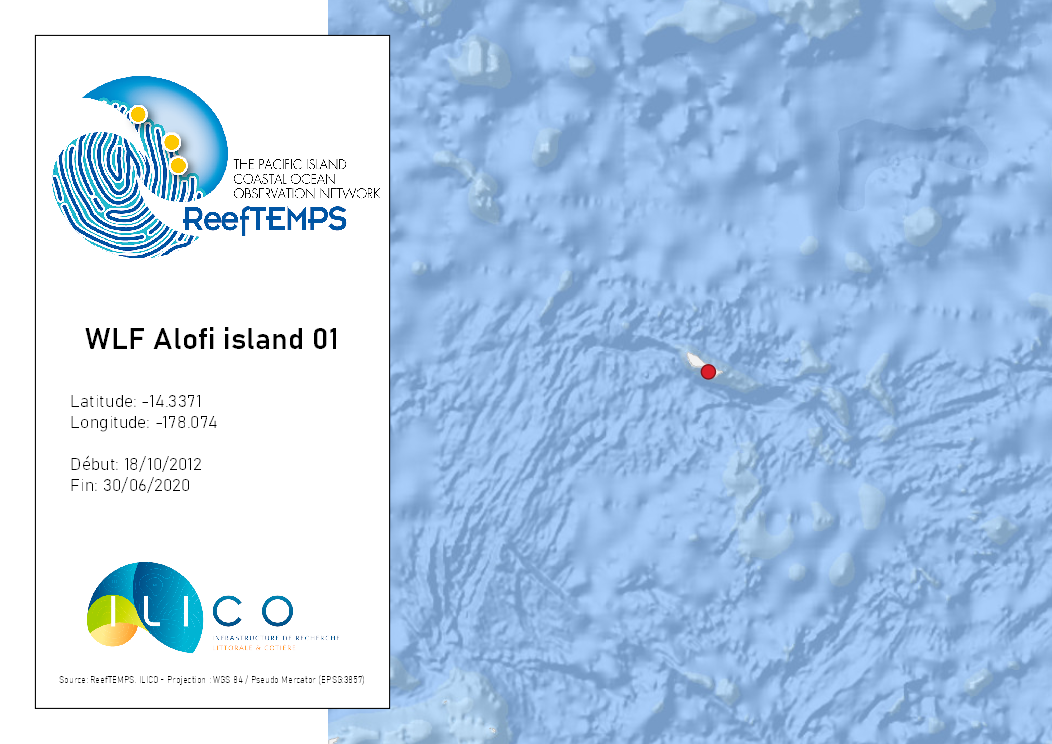 THE PACIFIC ISLAND
COASTAL OCEAN
OBSERVATION NETWORK
ReefTEMPS
WLF Alofi island 01
Latitude: -14.3371
Longitude: -178.074
Début: 18/10/2012
Fin: 30/06/2020
ILICO
INFRASTRUCTURE DE RECHERCHE
LITTORALE & CÔTIÈRE
Source: ReefTEMPS, ILICO - Projection : WGS 84 / Pseudo Mercator (EPSG:3857)